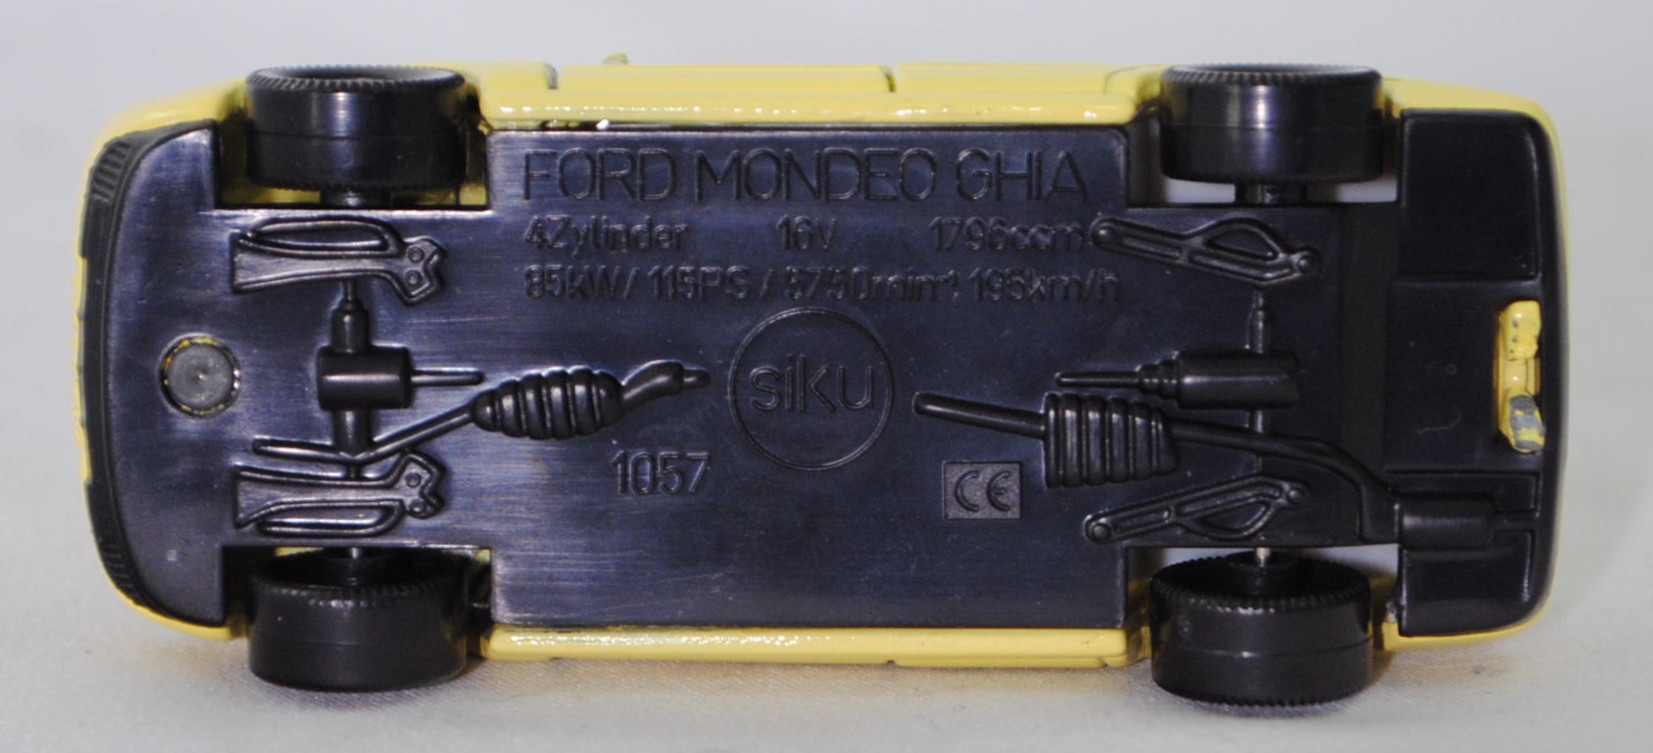 FORD MONDEO GHIA
4Zylinder 16V 1796ccm
85kW/115PS/5750min-1 195km/h
siku
1057
CE